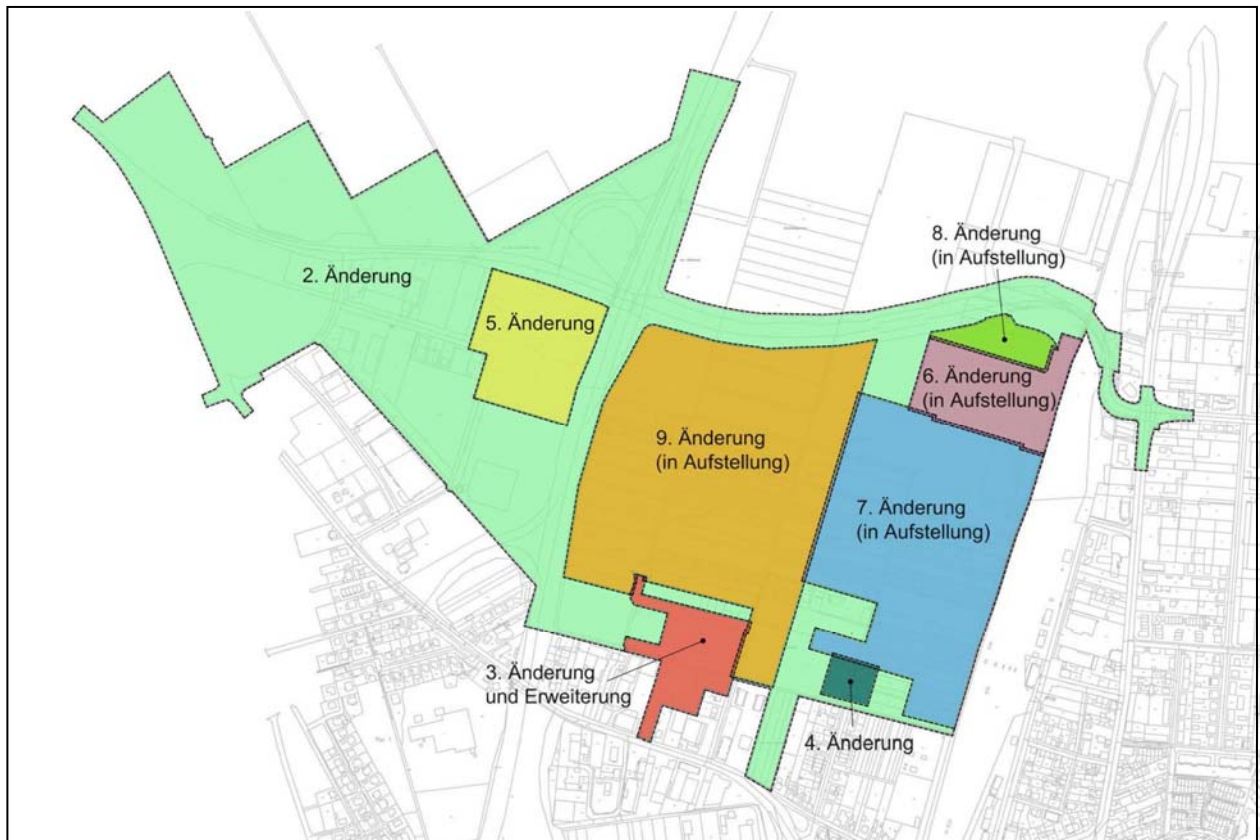 8. Änderung
(in Aufstellung)
2. Änderung
5. Änderung
6. Änderung
(in Aufstellung)
9. Änderung
(in Aufstellung)
7. Änderung
(in Aufstellung)
3. Änderung
und Erweiterung
4. Änderung